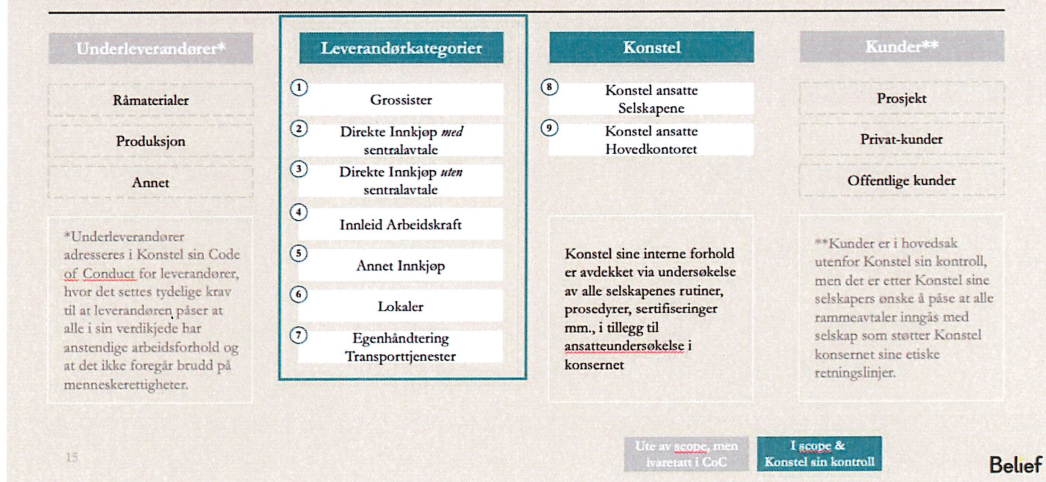 Underleverandører*
Råmaterialer
Produksjon
Annet
*Underleverandører
adresseres i Konstel sin Code
of Conduct for leverandører,
hvor det settes tydelige krav
til at leverandøren påser at
alle i sin verdikjede har
anstendige arbeidsforhold og
at det ikke foregår brudd på
menneskerettigheter.
Leverandørkategorier
1
Grossister
2
Direkte Innkjøp med
sentralavtale
3
Direkte Innkjøp uten
sentralavtale
4
Innleid Arbeidskraft
5
Annet Innkjøp
6
Lokaler
7
Egenhåndtering
Transporttjenester
Konstel
8
Konstel ansatte
Selskapene
9
Konstel ansatte
Hovedkontoret
Konstel sine interne forhold
er avdekket via undersøkelse
av alle selskapenes rutiner,
prosedyrer, sertifiseringer
mm., i tillegg til
ansatteundersøkelse i
konsernet
Kunder**
Prosjekt
Privat-kunder
Offentlige kunder
**Kunder er i hovedsak
utenfor Konstel sin kontroll,
men det er etter Konstel sine
selskapers ønske å påse at alle
rammeavtaler inngås med
selskap som støtter Konstel
konsernet sine etiske
retningslinjer.
15
Ute av scope, men
ivaretatt i CoC
I scope &
Konstel sin kontroll
Belief